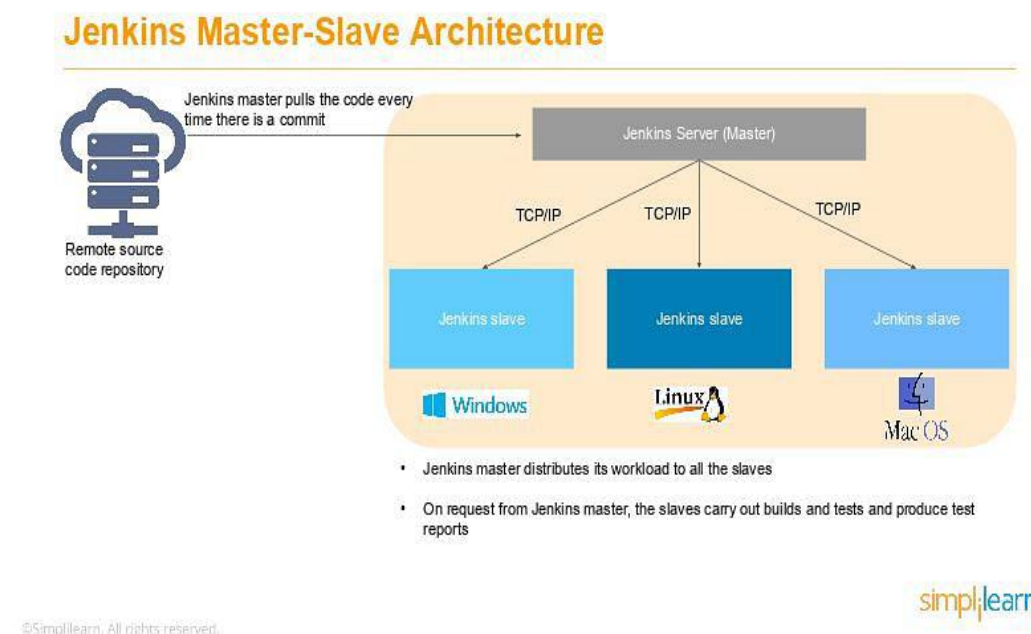 Jenkins Master-Slave Architecture
Jenkins master pulls the code every
time there is a commit
Jenkins Server (Master)
TCP/IP
TCP/IP
TCP/IP
Remote source
code repository
Jenkins slave
Jenkins slave
Jenkins slave
Windows
Linux
Mac OS
• Jenkins master distributes its workload to all the slaves
• On request from Jenkins master, the slaves carry out builds and tests and produce test
reports
simplilearn
©Simplilearn. All rights reserved.